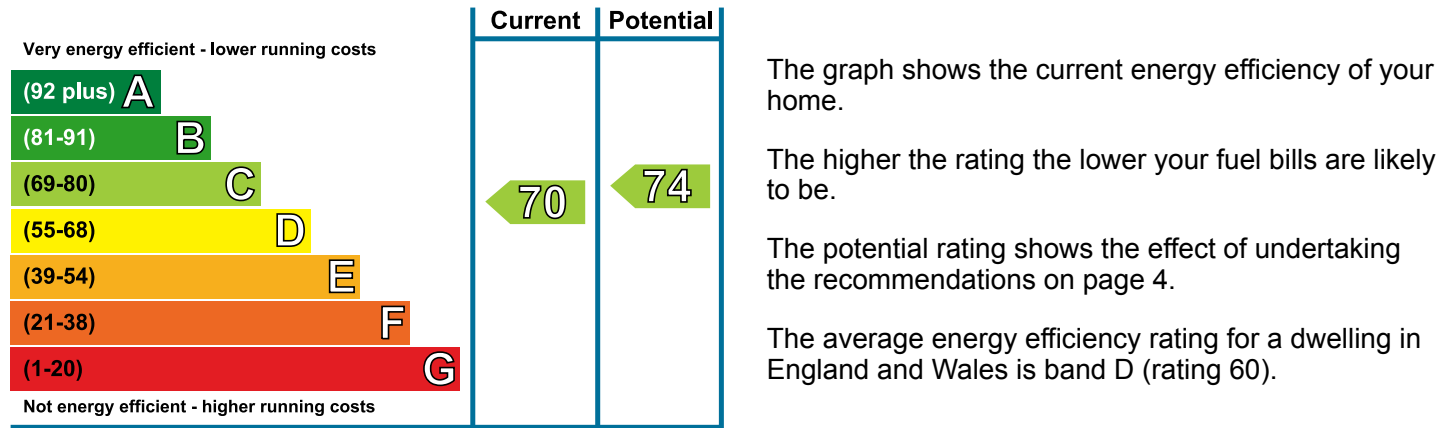 Current Potential
Very energy efficient - lower running costs
(92 plus) A
(81-91) B
(69-80) C
(55-68) D
(39-54) E
(21-38) F
(1-20) G
Not energy efficient - higher running costs
70 74
The graph shows the current energy efficiency of your
home.
The higher the rating the lower your fuel bills are likely
to be.
The potential rating shows the effect of undertaking
the recommendations on page 4.
The average energy efficiency rating for a dwelling in
England and Wales is band D (rating 60).